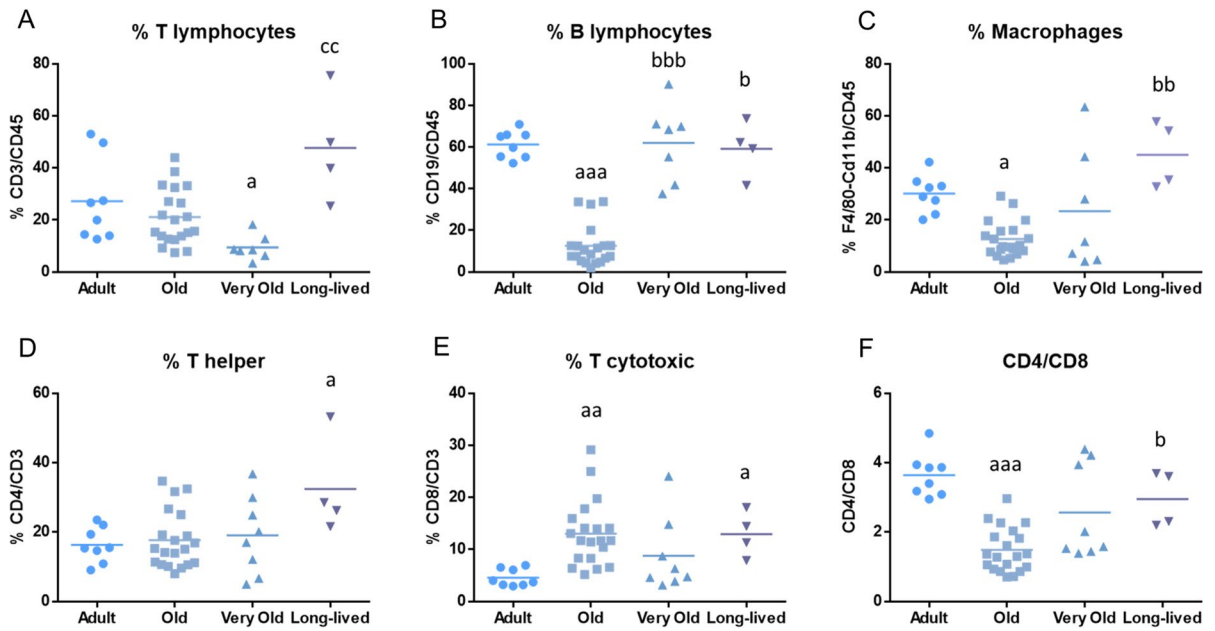 A
% T lymphocytes
% CD3/CD45
80
60
40
20
0
cc
a
Adult Old Very Old Long-lived
B
% B lymphocytes
% CD19/CD45
100
80
60
40
20
0
aaa
bbb
b
Adult Old Very Old Long-lived
C
% Macrophages
% F4/80-Cd11b/CD45
80
60
40
20
0
a
bb
Adult Old Very Old Long-lived
D
% T helper
% CD4/CD3
60
40
20
0
a
Adult Old Very Old Long-lived
E
% T cytotoxic
% CD8/CD3
40
30
20
10
0
aa
a
Adult Old Very Old Long-lived
F
CD4/CD8
CD4/CD8
6
4
2
0
aaa
b
Adult Old Very Old Long-lived